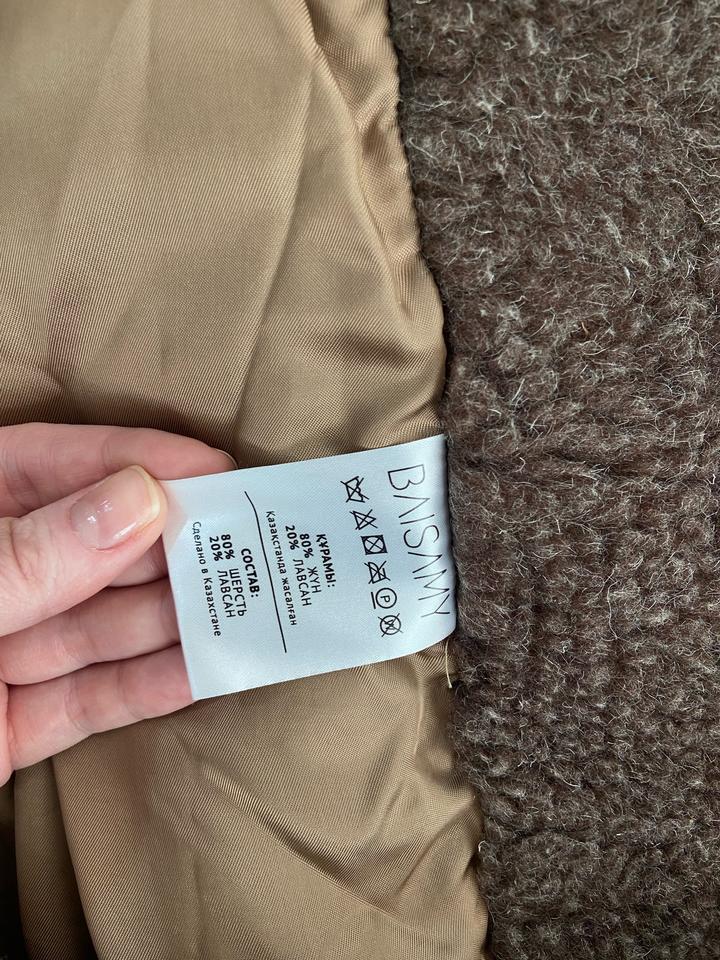 BAISAMY
P
W
ҚҰРАМЫ:
80% ЖҮН
20% ЛАВСАН
Қазақстанда жасалған
СОСТАВ:
80% ШЕРСТЬ
20% ЛАВСАН
Сделано в Казахстане